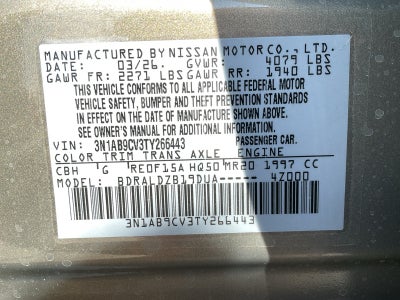 MANUFACTURED BY NISSAN MOTOR CO., LTD.
DATE: 03/26. GVWR: 4079 LBS
GAWR FR: 2271 LBS GAWR RR: 1940 LBS
THIS VEHICLE CONFORMS TO ALL APPLICABLE FEDERAL MOTOR
VEHICLE SAFETY, BUMPER AND THEFT PREVENTION STANDARDS
IN EFFECT ON THE DATE OF MANUFACTURE SHOWN ABOVE.
SEE OWNER'S MANUAL FOR ADDITIONAL INFORMATION.
VIN: 3N1AB9CV3TY266443 PASSENGER CAR.
COLOR TRIM TRANS AXLE ENGINE
CBH G RE0F15A HQ50 MR20 1997 CC
MODEL: BDRALDZB19DUA----- 4Z000
3N1AB9CV3TY266443